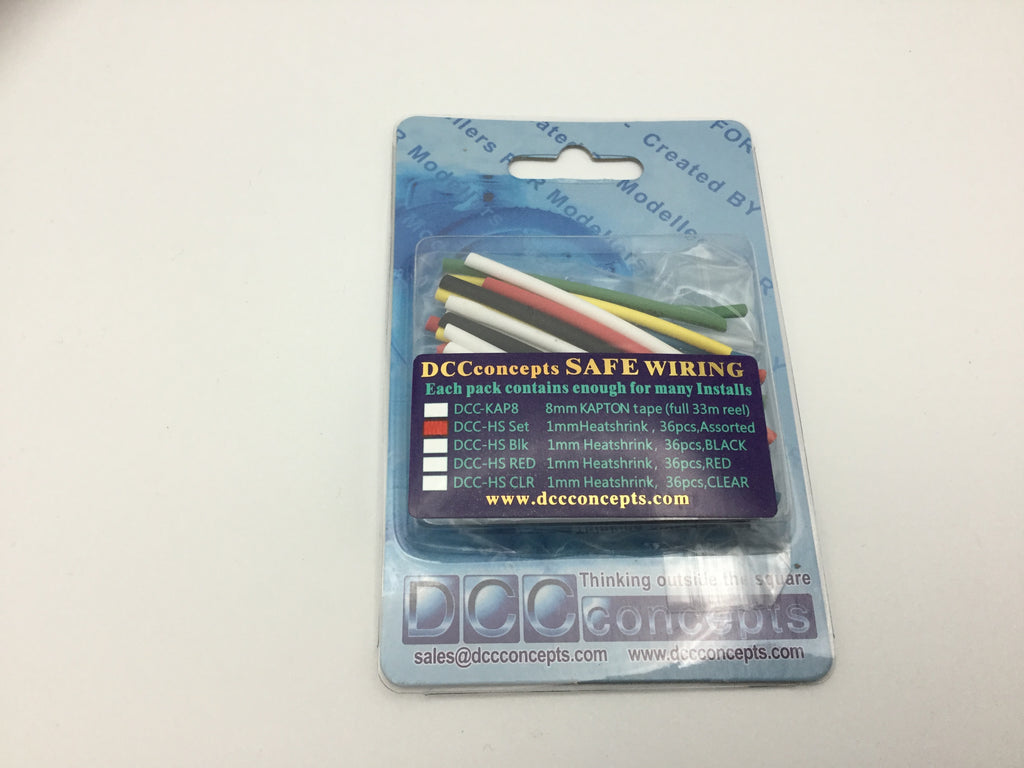 FOR
Created BY
Modellers
R Modellers
R Modellers
DCCconcepts SAFE WIRING
Each pack contains enough for many Installs
DCC-KAP8 8mm KAPTON tape (full 33m reel)
DCC-HS Set 1mmHeatshrink, 36pcs,Assorted
DCC-HS Blk 1mm Heatshrink, 36pcs,BLACK
DCC-HS RED 1mm Heatshrink, 36pcs,RED
DCC-HS CLR 1mm Heatshrink, 36pcs,CLEAR
www.dccconcepts.com
Thinking outside the square
DCC concepts
sales@dccconcepts.com www.dccconcepts.com